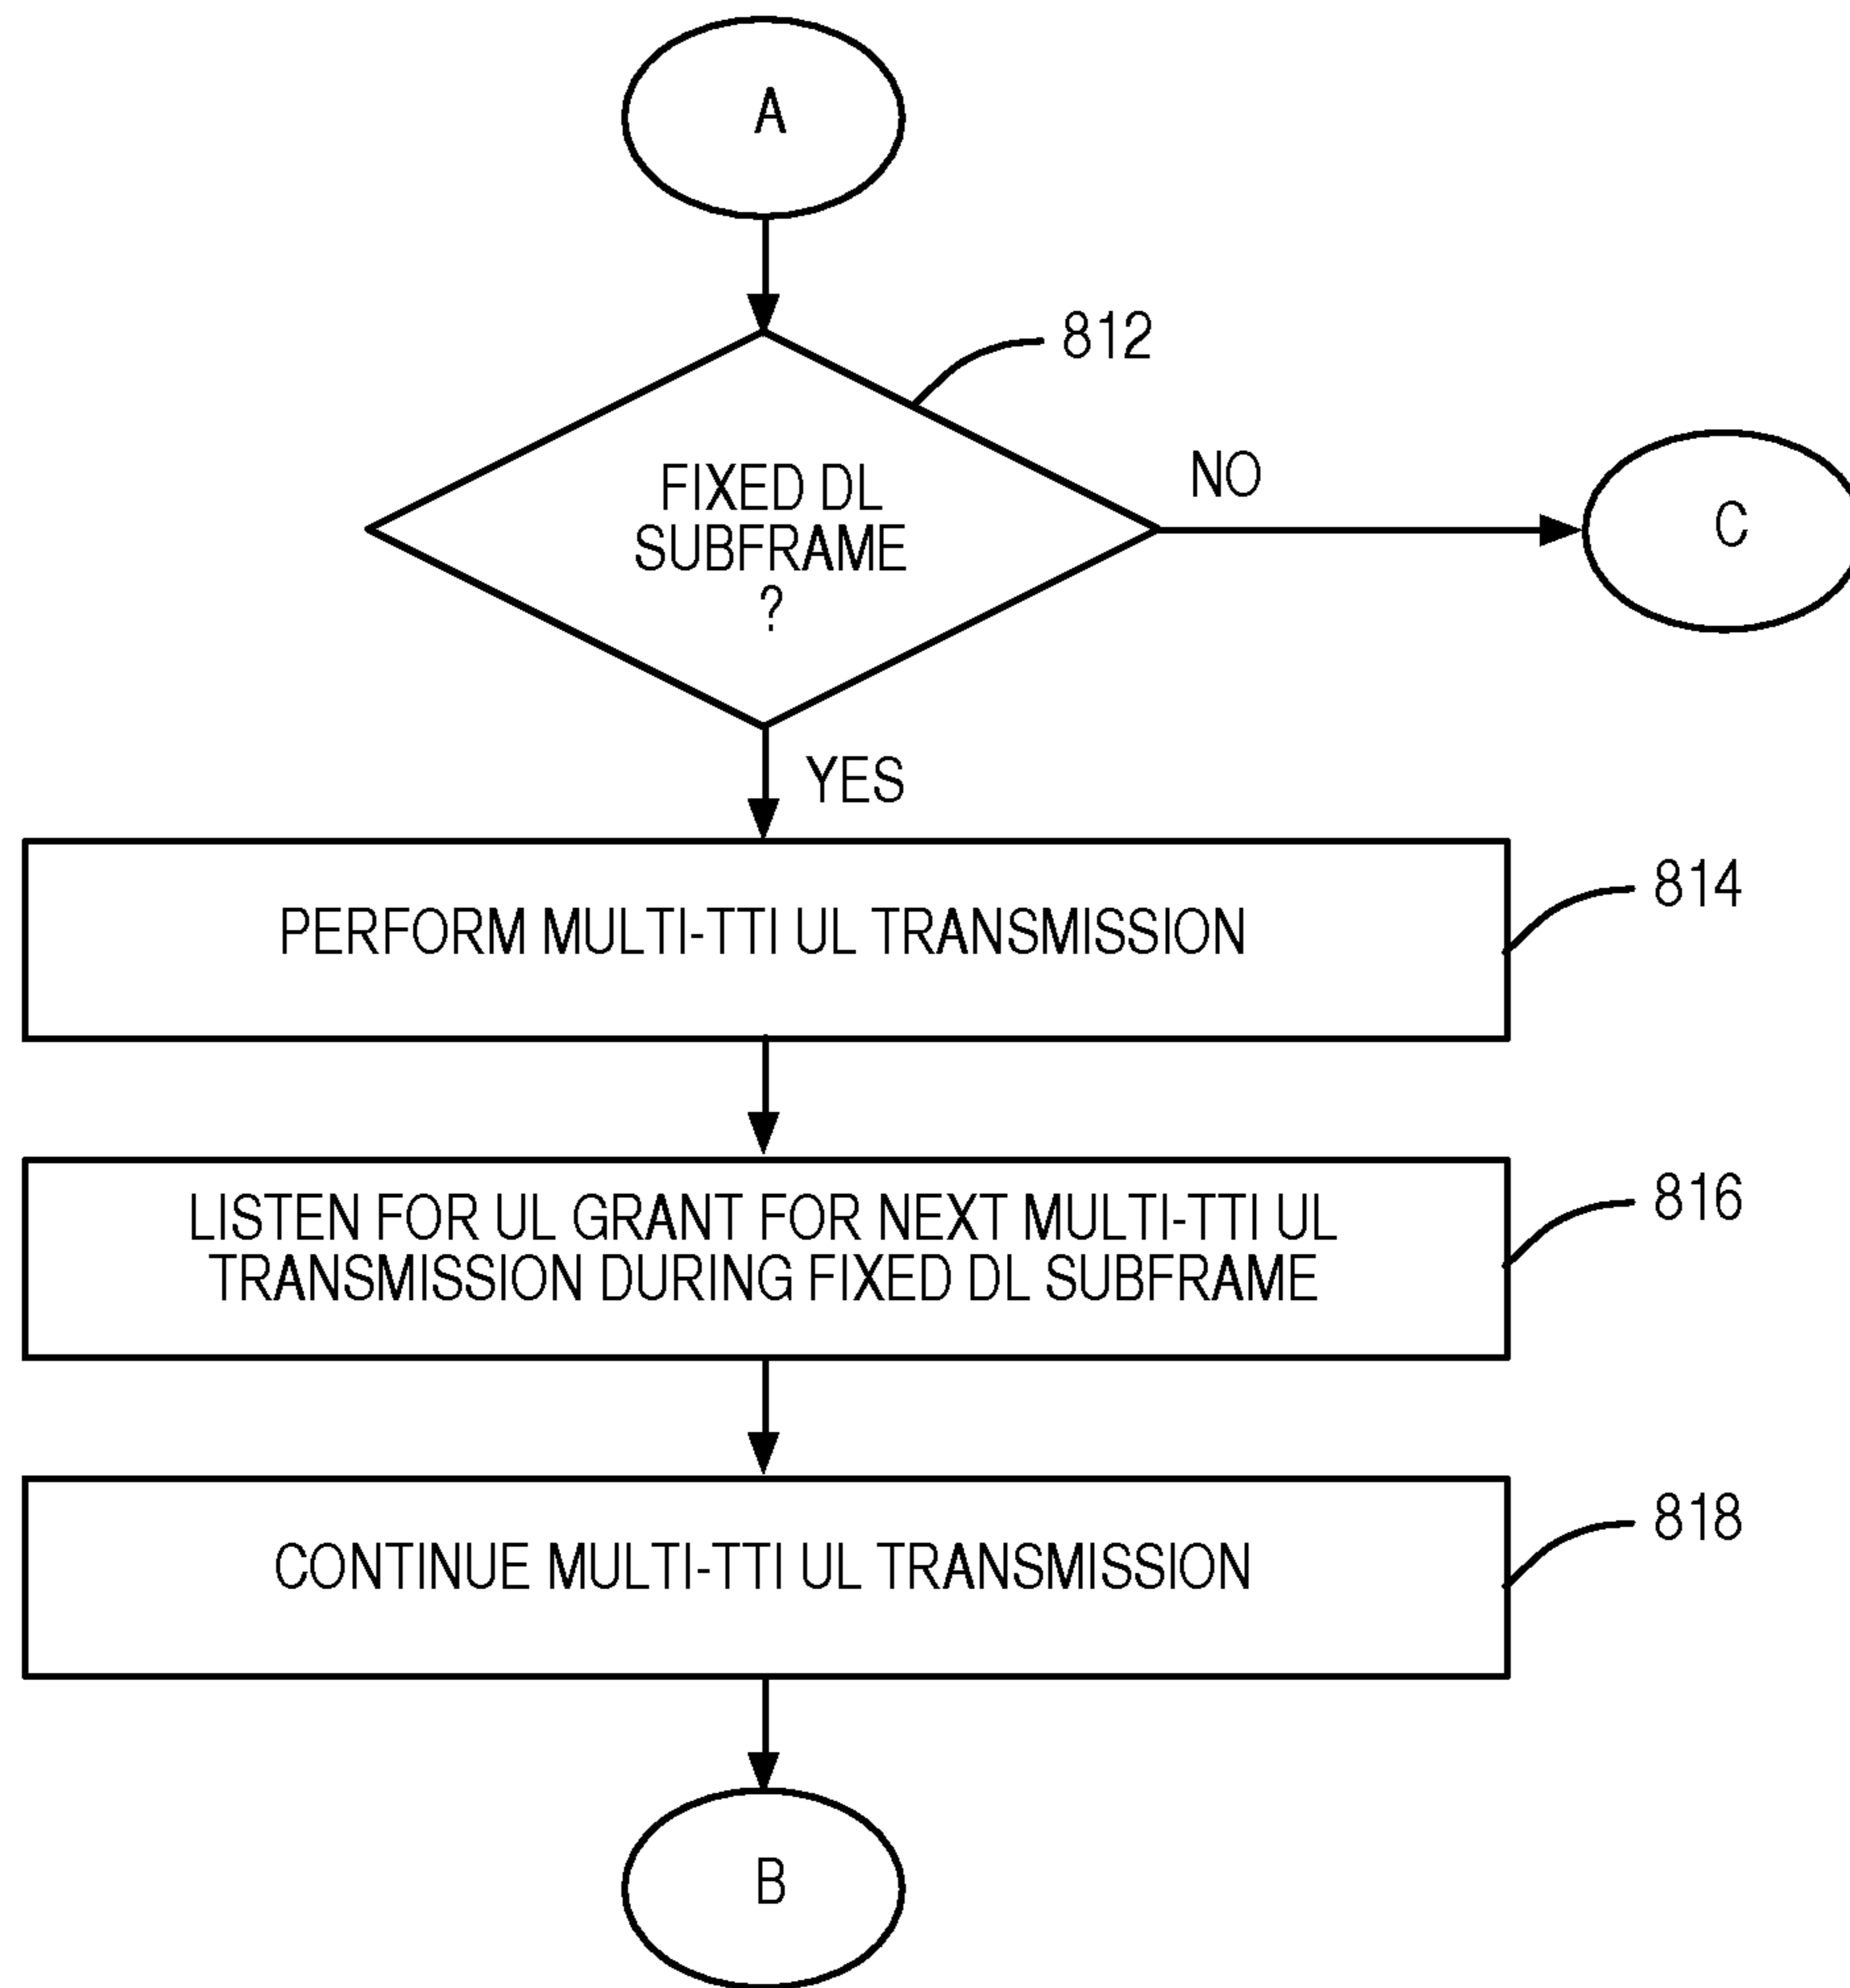 A
812
FIXED DL
SUBFRAME
?
NO
C
YES
PERFORM MULTI-TTI UL TRANSMISSION
814
LISTEN FOR UL GRANT FOR NEXT MULTI-TTI UL
TRANSMISSION DURING FIXED DL SUBFRAME
816
CONTINUE MULTI-TTI UL TRANSMISSION
818
B